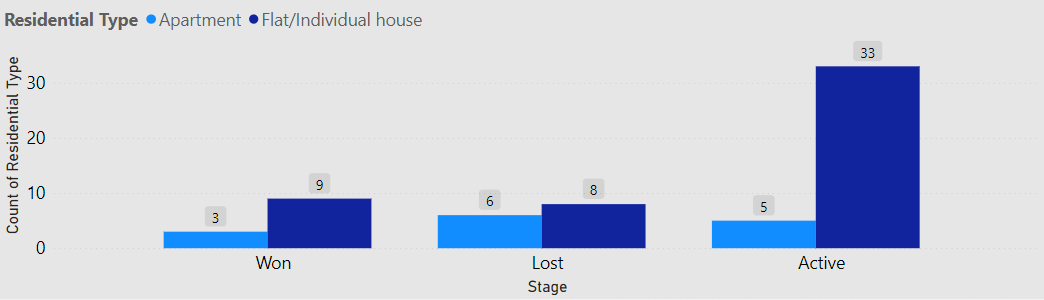 Residential Type Apartment Flat/Individual house
Count of Residential Type
30
20
10
0
3
9
6
8
5
33
Won
Lost
Active
Stage